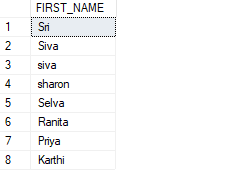 FIRST_NAME
1 Sri
2 Siva
3 siva
4 sharon
5 Selva
6 Ranita
7 Priya
8 Karthi